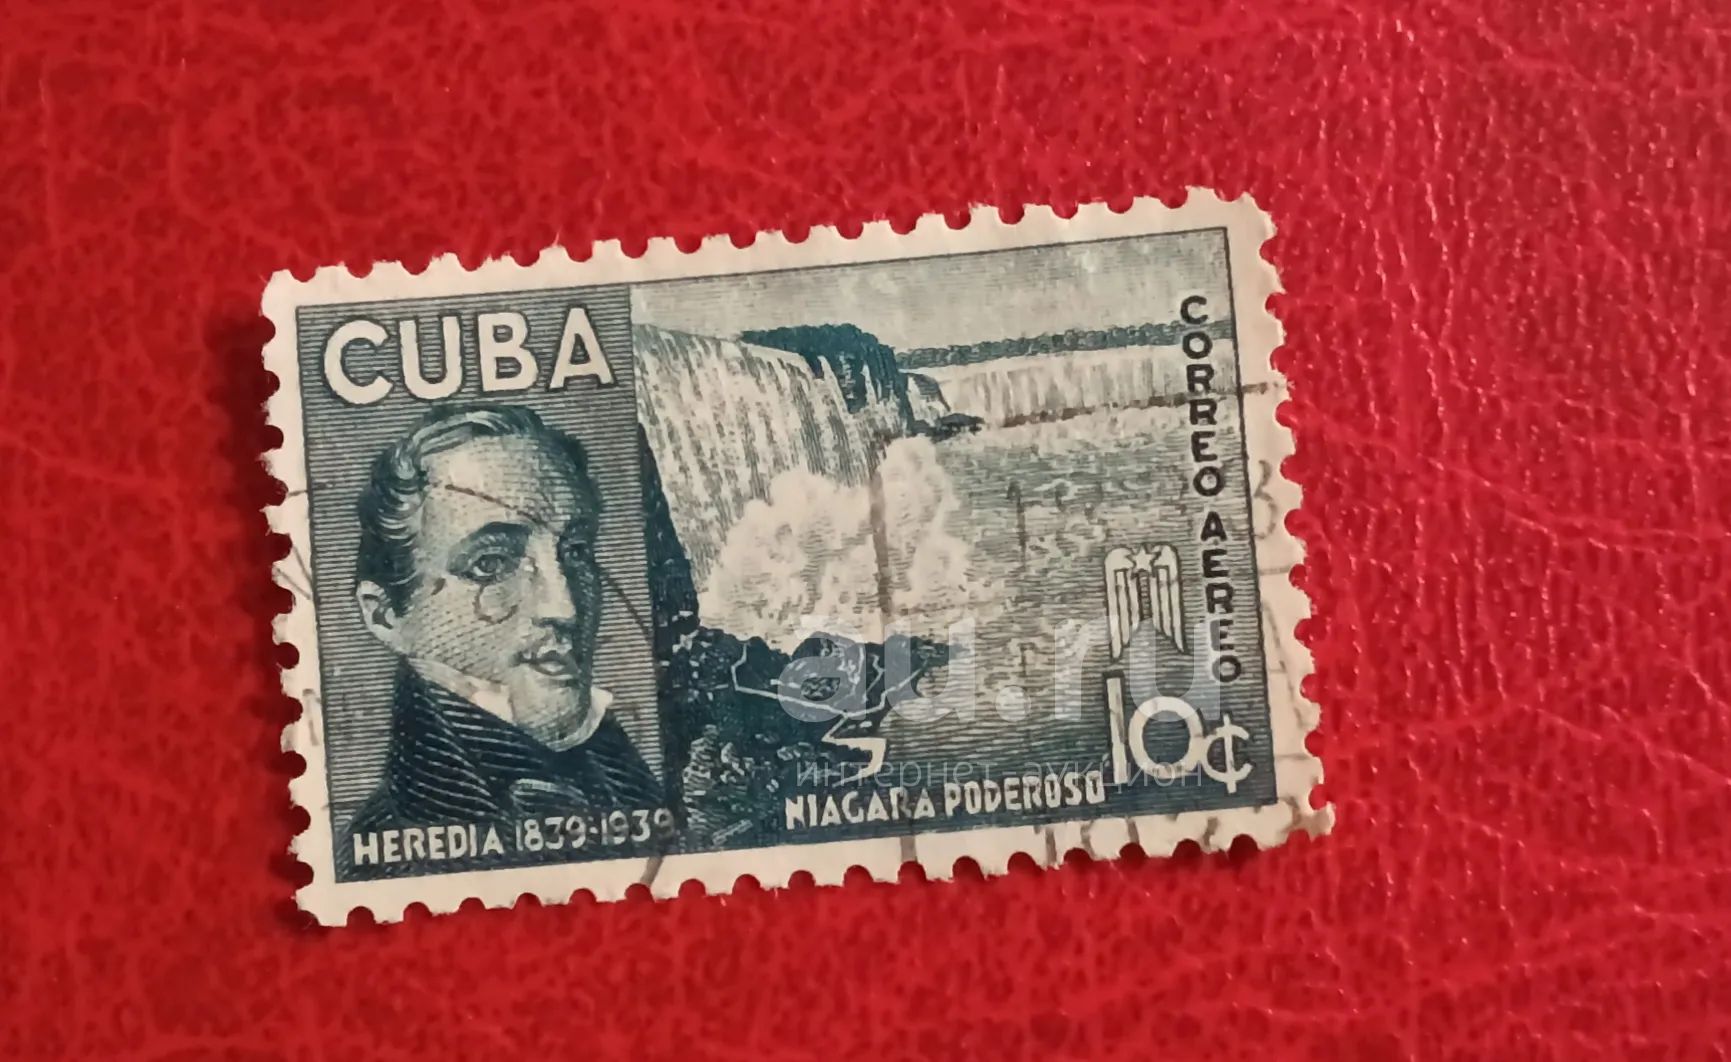 CUBA
CORREO AEREO
10¢
HEREDIA 1839-1939
NIAGARA PODEROSO
au.ru
интернет аукцион